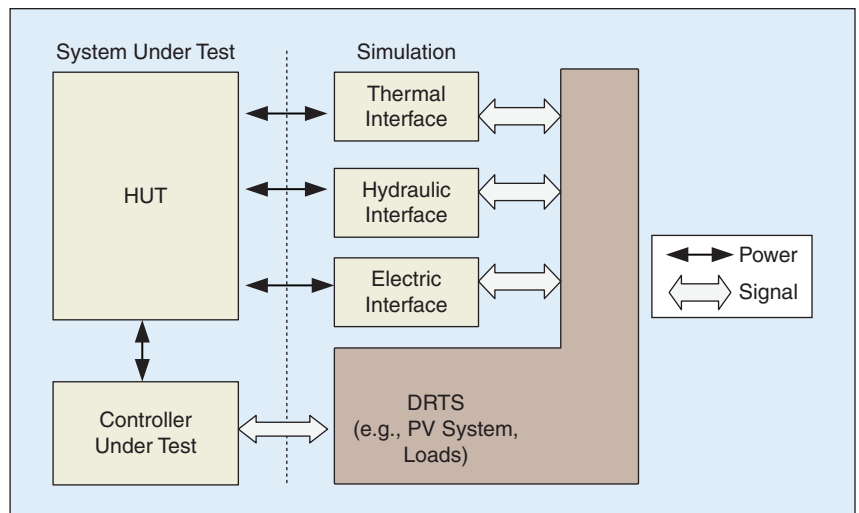 System Under Test
Simulation
HUT
Thermal
Interface
Hydraulic
Interface
Electric
Interface
Power
Signal
Controller
Under Test
DRTS
(e.g., PV System,
Loads)